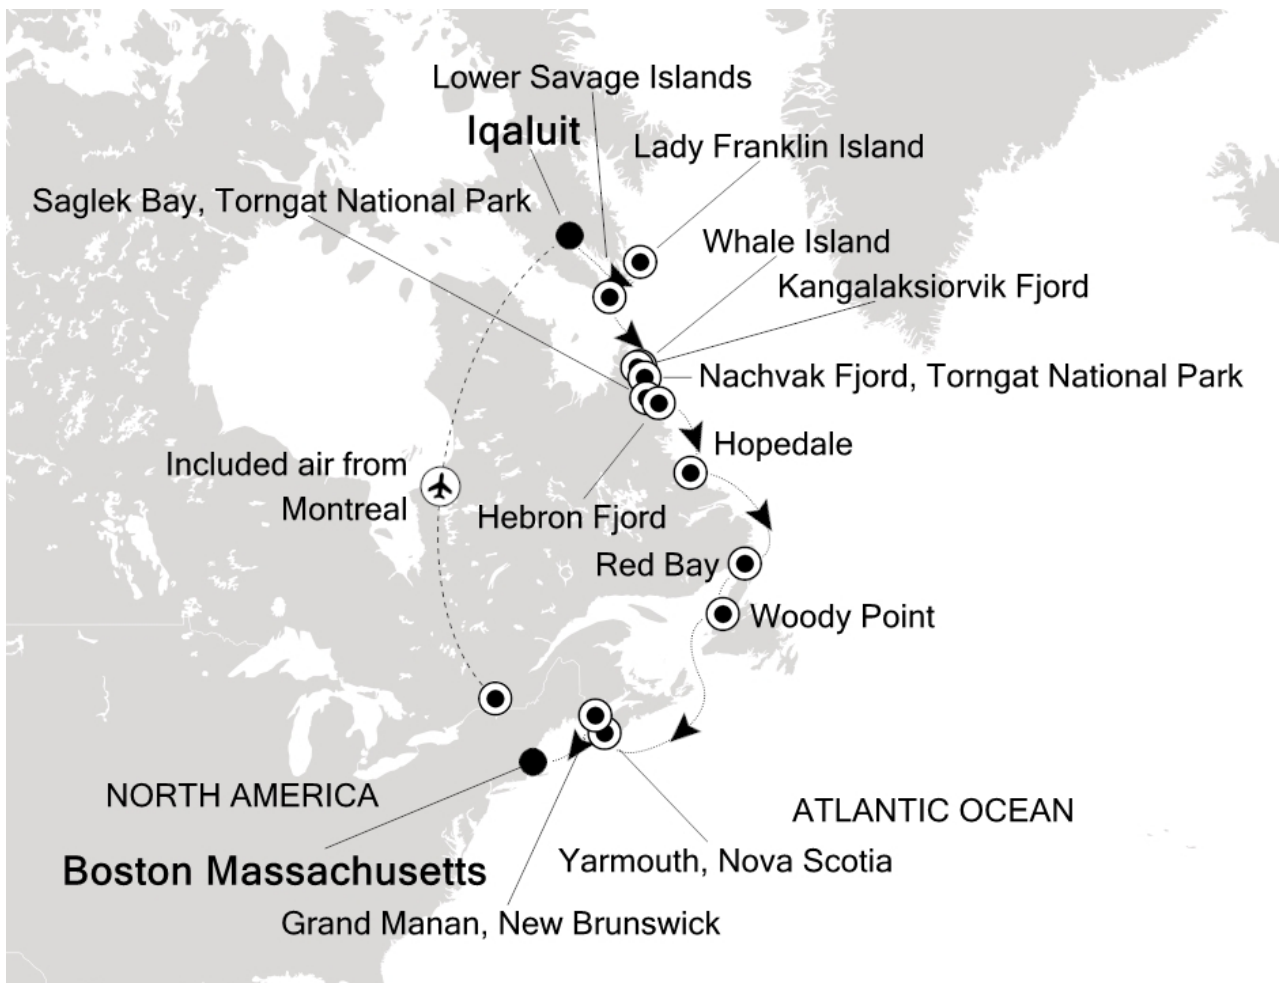 Lower Savage Islands
Iqaluit
Lady Franklin Island
Saglek Bay, Torngat National Park
Whale Island
Kangalaksiorvik Fjord
Nachvak Fjord, Torngat National Park
Hopedale
Included air from
Montreal
Hebron Fjord
Red Bay
Woody Point
NORTH AMERICA
ATLANTIC OCEAN
Boston Massachusetts
Yarmouth, Nova Scotia
Grand Manan, New Brunswick